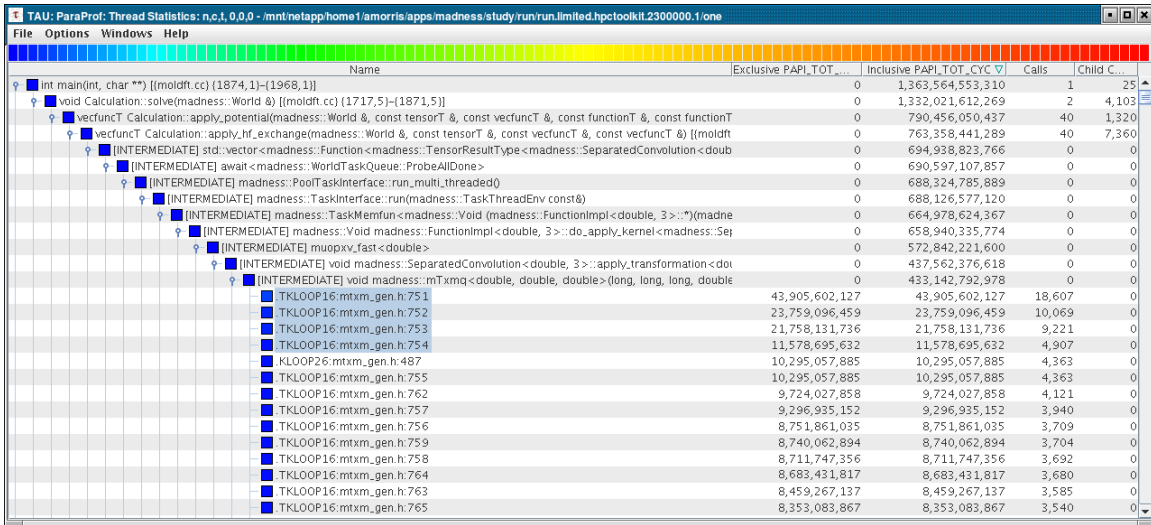 TAU: ParaProf: Thread Statistics: n,c,t, 0,0,0 - /mnt/netapp/home1/amorris/apps/madness/study/run/run.limited.hpctoolkit.2300000.1/one
File Options Windows Help
Name Exclusive PAPI_TOT_... Inclusive PAPI_TOT_CYC Calls Child C...
int main(int, char **) [{moldft.cc} {1874,1}-{1968,1}] 0 1,363,564,553,310 1 25
void Calculation::solve(madness::World &) [{moldft.cc} {1717,5}-{1871,5}] 0 1,332,021,612,269 2 4,103
vecfuncT Calculation::apply_potential(madness::World &, const tensorT &, const vecfuncT &, const functionT &, const functionT 0 790,456,050,437 40 1,320
vecfuncT Calculation::apply_hf_exchange(madness::World &, const tensorT &, const vecfuncT &, const vecfuncT &) [{moldft 0 763,358,441,289 40 7,360
[INTERMEDIATE] std::vector<madness::Function<madness::TensorResultType<madness::SeparatedConvolution<doub 0 694,938,823,766 0 0
[INTERMEDIATE] await<madness::WorldTaskQueue::ProbeAllDone> 0 690,597,107,857 0 0
[INTERMEDIATE] madness::PoolTaskInterface::run_multi_threaded() 0 688,324,785,889 0 0
[INTERMEDIATE] madness::TaskInterface::run(madness::TaskThreadEnv const&) 0 688,126,577,120 0 0
[INTERMEDIATE] madness::TaskMemfun<madness::Void (madness::FunctionImpl<double, 3>::*)(madne 0 664,978,624,367 0 0
[INTERMEDIATE] madness::Void madness::FunctionImpl<double, 3>::do_apply_kernel<madness::Sep 0 658,940,335,774 0 0
[INTERMEDIATE] muopxv_fast<double> 0 572,842,221,600 0 0
[INTERMEDIATE] void madness::SeparatedConvolution<double, 3>::apply_transformation<dou 0 437,562,376,618 0 0
[INTERMEDIATE] void madness::mTxmq<double, double, double>(long, long, long, double 0 433,142,792,978 0 0
.TKLOOP16:mtxm_gen.h:751 43,905,602,127 43,905,602,127 18,607 0
.TKLOOP16:mtxm_gen.h:752 23,759,096,459 23,759,096,459 10,069 0
.TKLOOP16:mtxm_gen.h:753 21,758,131,736 21,758,131,736 9,221 0
.TKLOOP16:mtxm_gen.h:754 11,578,695,632 11,578,695,632 4,907 0
.KLOOP26:mtxm_gen.h:487 10,295,057,885 10,295,057,885 4,363 0
.TKLOOP16:mtxm_gen.h:755 10,295,057,885 10,295,057,885 4,363 0
.TKLOOP16:mtxm_gen.h:762 9,724,027,858 9,724,027,858 4,121 0
.TKLOOP16:mtxm_gen.h:757 9,296,935,152 9,296,935,152 3,940 0
.TKLOOP16:mtxm_gen.h:756 8,751,861,035 8,751,861,035 3,709 0
.TKLOOP16:mtxm_gen.h:759 8,740,062,894 8,740,062,894 3,704 0
.TKLOOP16:mtxm_gen.h:758 8,711,747,356 8,711,747,356 3,692 0
.TKLOOP16:mtxm_gen.h:764 8,683,431,817 8,683,431,817 3,680 0
.TKLOOP16:mtxm_gen.h:763 8,459,267,137 8,459,267,137 3,585 0
.TKLOOP16:mtxm_gen.h:765 8,353,083,867 8,353,083,867 3,540 0